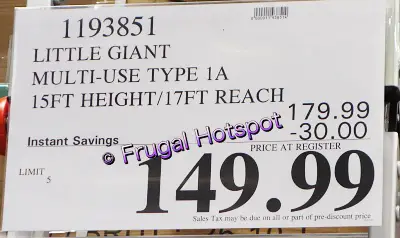 1193851
LITTLE GIANT
MULTI-USE TYPE 1A
15FT HEIGHT/17FT REACH
179.99
Instant Savings -30.00
© Frugal Hotspot
PRICE AT REGISTER
LIMIT 5
149.99
Sales Tax may be due on all or part of pre-discount price